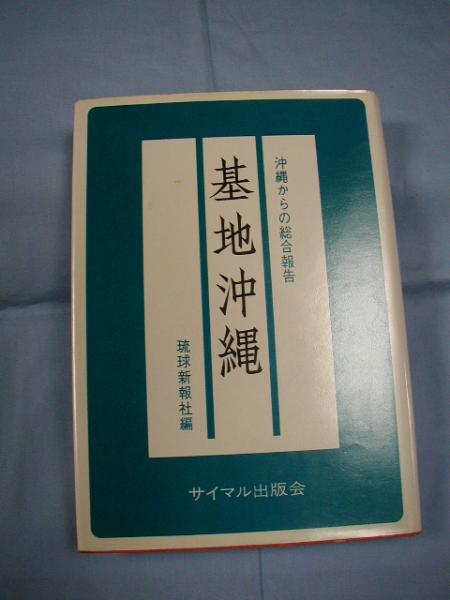 沖縄からの総合報告
基地沖縄
琉球新報社編
サイマル出版会